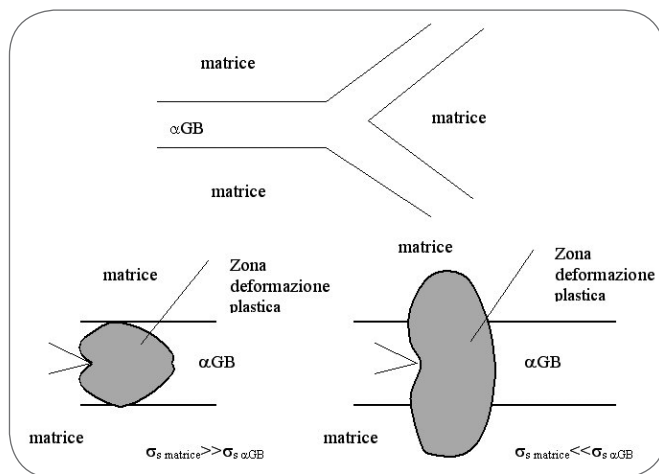 matrice
αGB
matrice
matrice
matrice
Zona
deformazione
plastica
matrice
αGB
matrice
σs matrice>>σs αGB
Zona
deformazione
plastica
αGB
σs matrice<<σs αGB